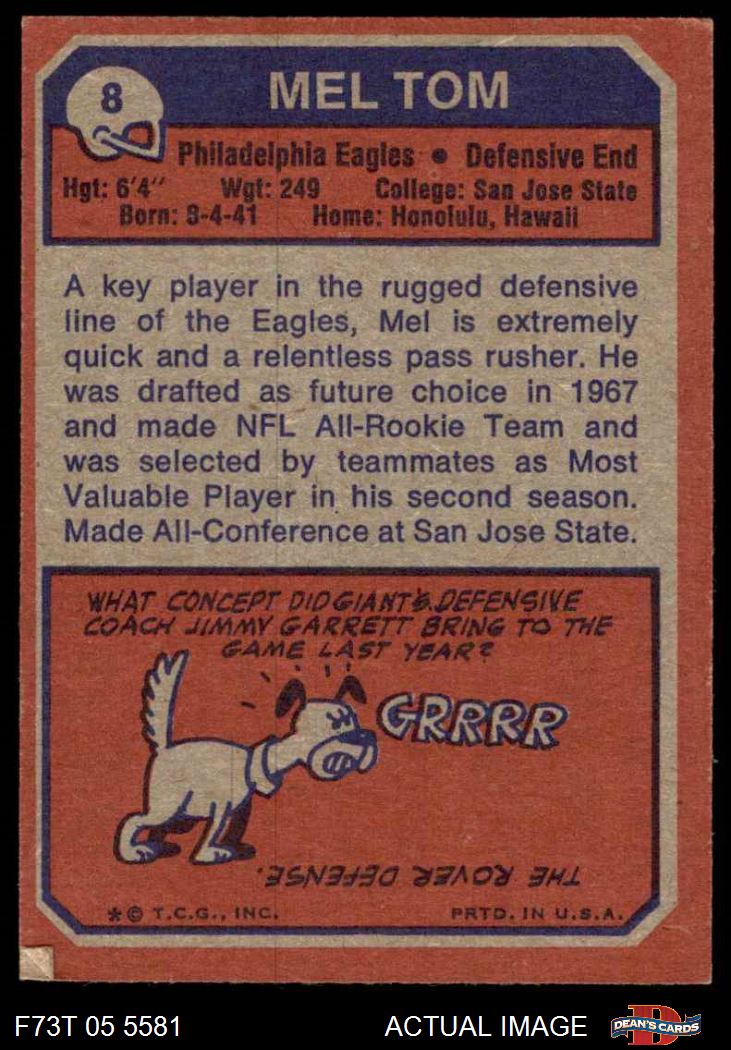 8
MEL TOM
Philadelphia Eagles • Defensive End
Hgt: 6'4" Wgt: 249 College: San Jose State
Born: 8-4-41 Home: Honolulu, Hawaii
A key player in the rugged defensive
line of the Eagles, Mel is extremely
quick and a relentless pass rusher. He
was drafted as future choice in 1967
and made NFL All-Rookie Team and
was selected by teammates as Most
Valuable Player in his second season.
Made All-Conference at San Jose State.
WHAT CONCEPT DID GIANT'S DEFENSIVE
COACH JIMMY GARRETT BRING TO THE
GAME LAST YEAR?
GRRRR
THE ROVER DEFENSE.
*© T.C.G., INC. PRTD. IN U.S.A.
F73T 05 5581 ACTUAL IMAGE
D
DEAN'S CARDS